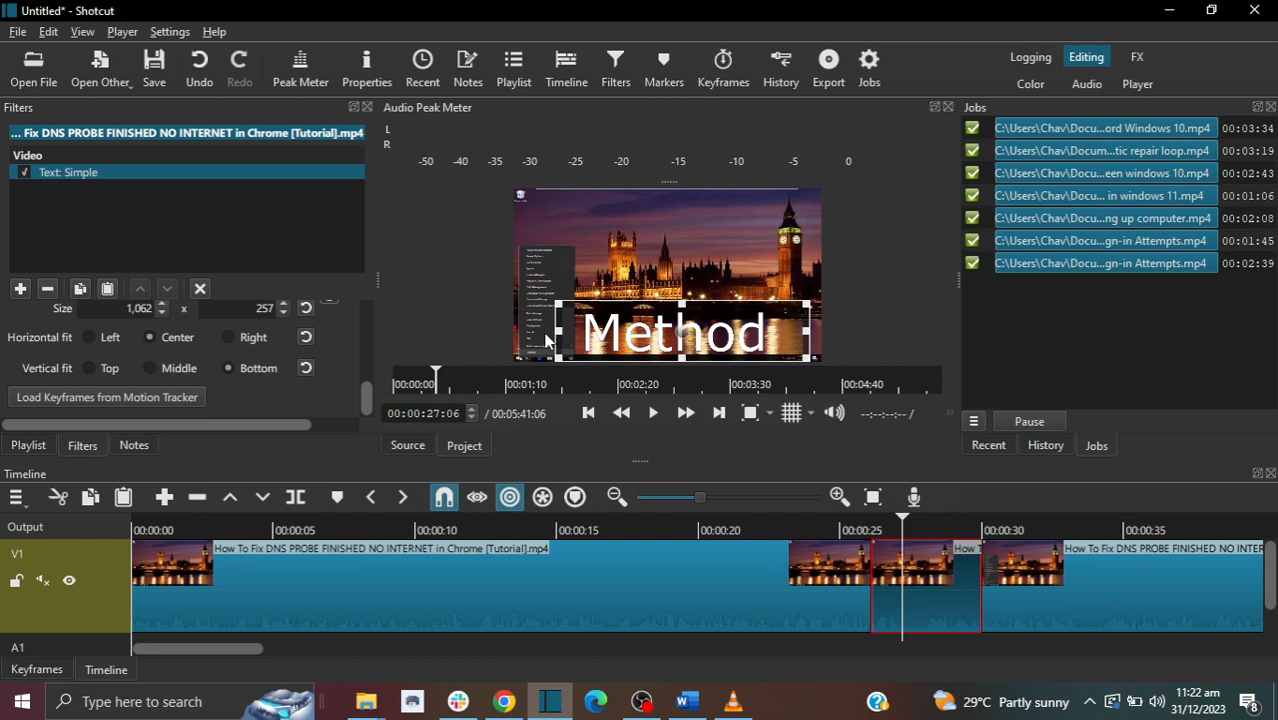 Untitled* - Shotcut
File Edit View Player Settings Help
Open File Open Other Save Undo Redo Peak Meter Properties Recent Notes Playlist Timeline Filters Markers Keyframes History Export Jobs
Logging Editing FX
Color Audio Player
Filters Audio Peak Meter Jobs
... Fix DNS PROBE FINISHED NO INTERNET in Chrome [Tutorial].mp4
Video
Text: Simple
L
R
-50 -40 -35 -30 -25 -20 -15 -10 -5 0
C:\Users\Chav\Docu...ord Windows 10.mp4 00:03:34
C:\Users\Chav\Docum...tic repair loop.mp4 00:03:19
C:\Users\Chav\Docu...een windows 10.mp4 00:02:43
C:\Users\Chav\Docu... in windows 11.mp4 00:01:06
C:\Users\Chav\Docu...ng up computer.mp4 00:02:08
C:\Users\Chav\Docu...gn-in Attempts.mp4 00:01:45
C:\Users\Chav\Docu...gn-in Attempts.mp4 00:02:39
Size 1,062 x 257
Horizontal fit Left Center Right
Vertical fit Top Middle Bottom
Load Keyframes from Motion Tracker
Method
00:00:00 00:01:10 00:02:20 00:03:30 00:04:40
00:00:27:06 / 00:05:41:06 --:--:--:-- /
Pause
Playlist Filters Notes
Source Project
Recent History Jobs
Timeline
Output 00:00:00 00:00:05 00:00:10 00:00:15 00:00:20 00:00:25 00:00:30 00:00:35
V1
How To Fix DNS PROBE FINISHED NO INTERNET in Chrome [Tutorial].mp4
How T
How To Fix DNS PROBE FINISHED NO INTER
A1
Keyframes Timeline
Type here to search
29°C Partly sunny
11:22 am
31/12/2023
8